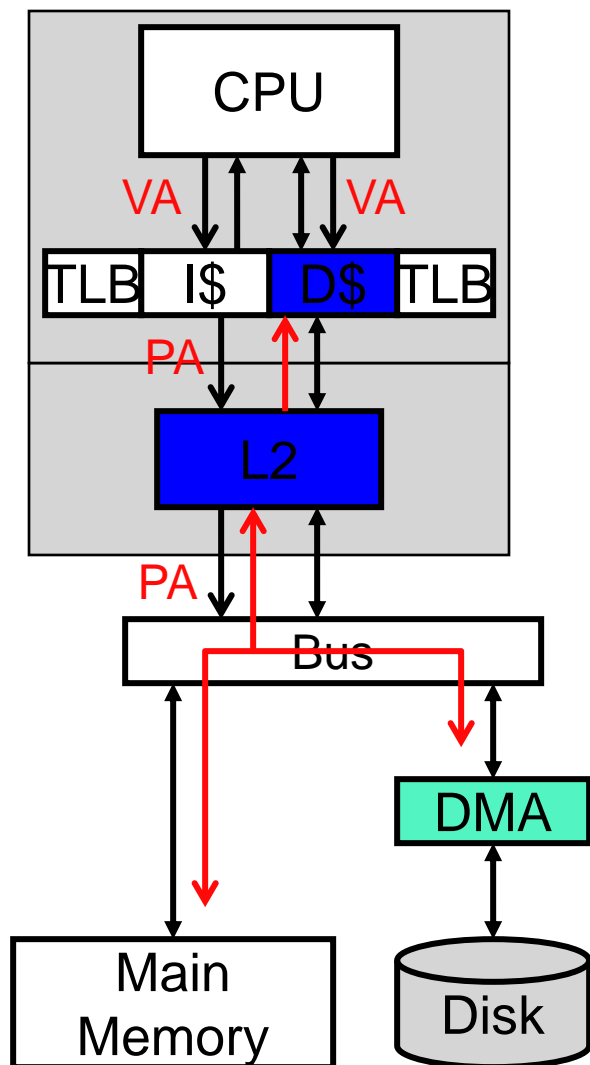 CPU
VA
VA
TLB
I$
D$
TLB
PA
L2
PA
Bus
DMA
Main
Memory
Disk